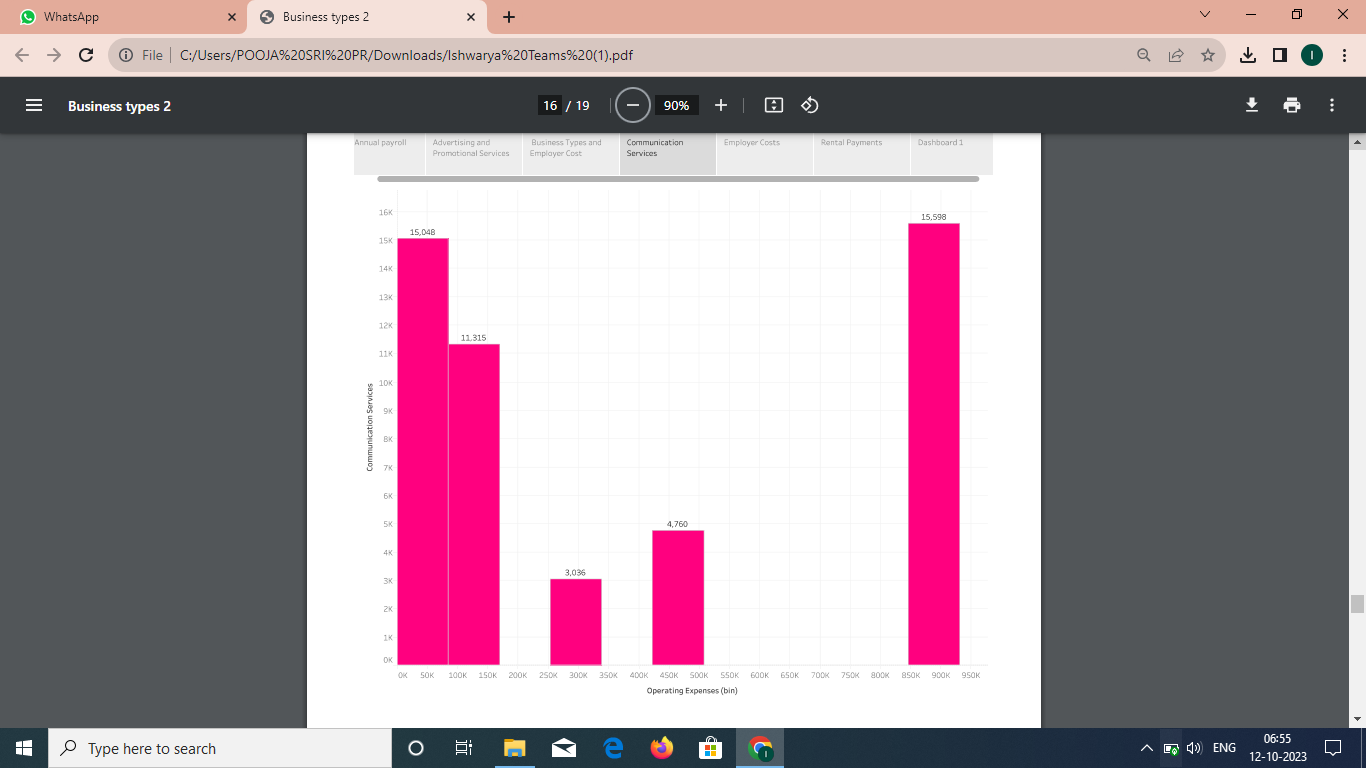 WhatsApp
Business types 2
File
C:/Users/POOJA%20SRI%20PR/Downloads/Ishwarya%20Teams%20(1).pdf
I
Business types 2
16 / 19
90%
Annual payroll
Advertising and
Promotional Services
Business Types and
Employer Cost
Communication
Services
Employer Costs
Rental Payments
Dashboard 1
16K
15K
14K
13K
12K
11K
10K
9K
8K
7K
6K
5K
4K
3K
2K
1K
0K
Communication Services
15,048
11,315
3,036
4,760
15,598
0K 50K 100K 150K 200K 250K 300K 350K 400K 450K 500K 550K 600K 650K 700K 750K 800K 850K 900K 950K
Operating Expenses (bin)
Type here to search
I
ENG
06:55
12-10-2023